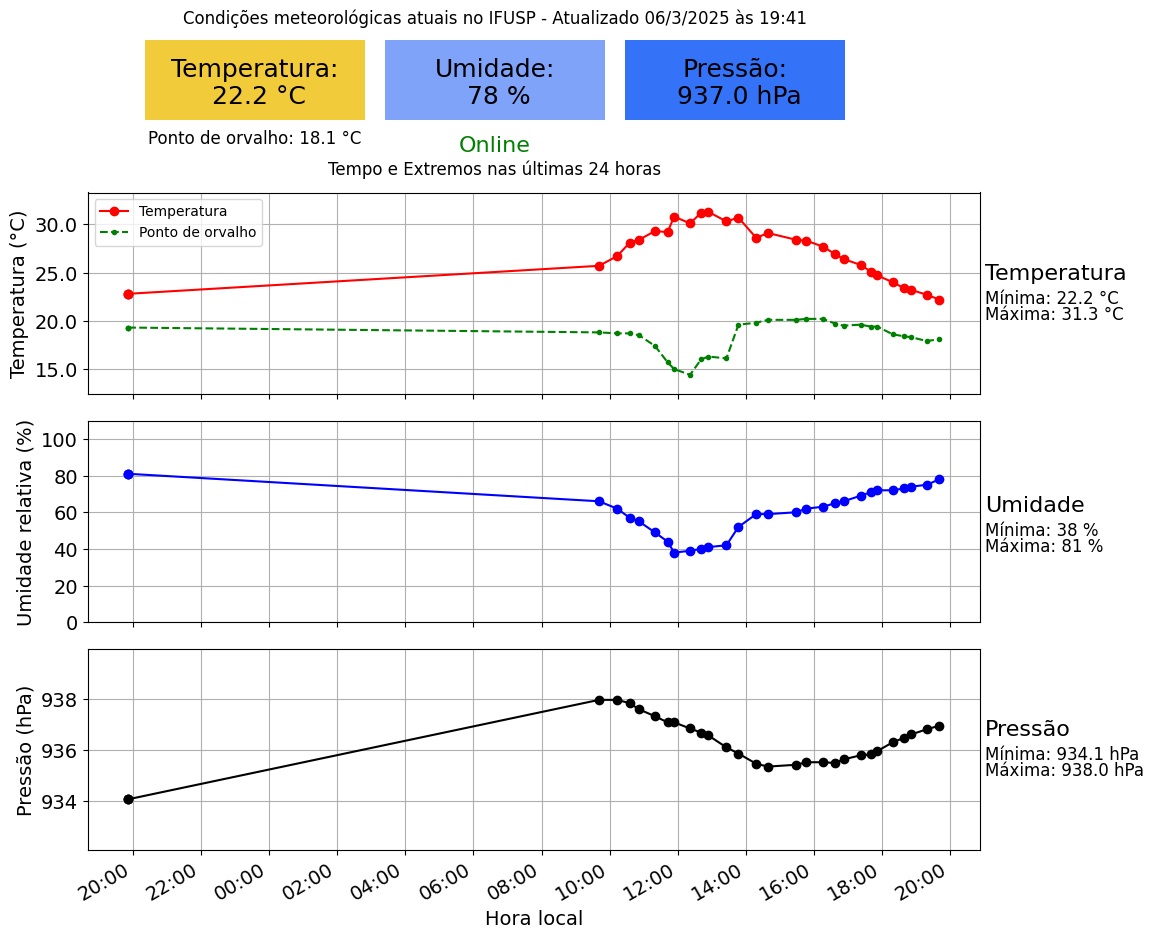 Condições meteorológicas atuais no IFUSP - Atualizado 06/3/2025 às 19:41
Temperatura:
22.2 °C
Umidade:
78 %
Pressão:
937.0 hPa
Ponto de orvalho: 18.1 °C
Online
Tempo e Extremos nas últimas 24 horas
Temperatura (°C)
30.0
25.0
20.0
15.0
Temperatura
Ponto de orvalho
Temperatura
Mínima: 22.2 °C
Máxima: 31.3 °C
Umidade relativa (%)
100
80
60
40
20
0
Umidade
Mínima: 38 %
Máxima: 81 %
Pressão (hPa)
938
936
934
Pressão
Mínima: 934.1 hPa
Máxima: 938.0 hPa
20:00 22:00 00:00 02:00 04:00 06:00 08:00 10:00 12:00 14:00 16:00 18:00 20:00
Hora local